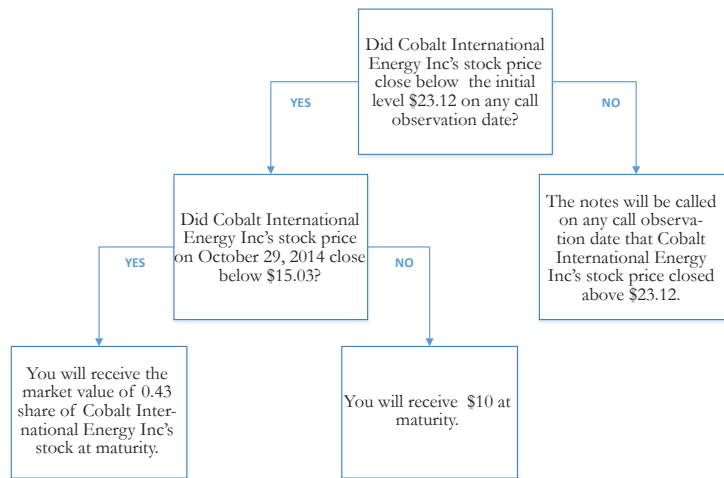 Did Cobalt International
Energy Inc's stock price
close below the initial
level $23.12 on any call
observation date?
YES
NO
Did Cobalt International
Energy Inc's stock price
on October 29, 2014 close
below $15.03?
The notes will be called
on any call observa-
tion date that Cobalt
International Energy
Inc's stock price closed
above $23.12.
YES
NO
You will receive the
market value of 0.43
share of Cobalt Inter-
national Energy Inc's
stock at maturity.
You will receive $10 at
maturity.